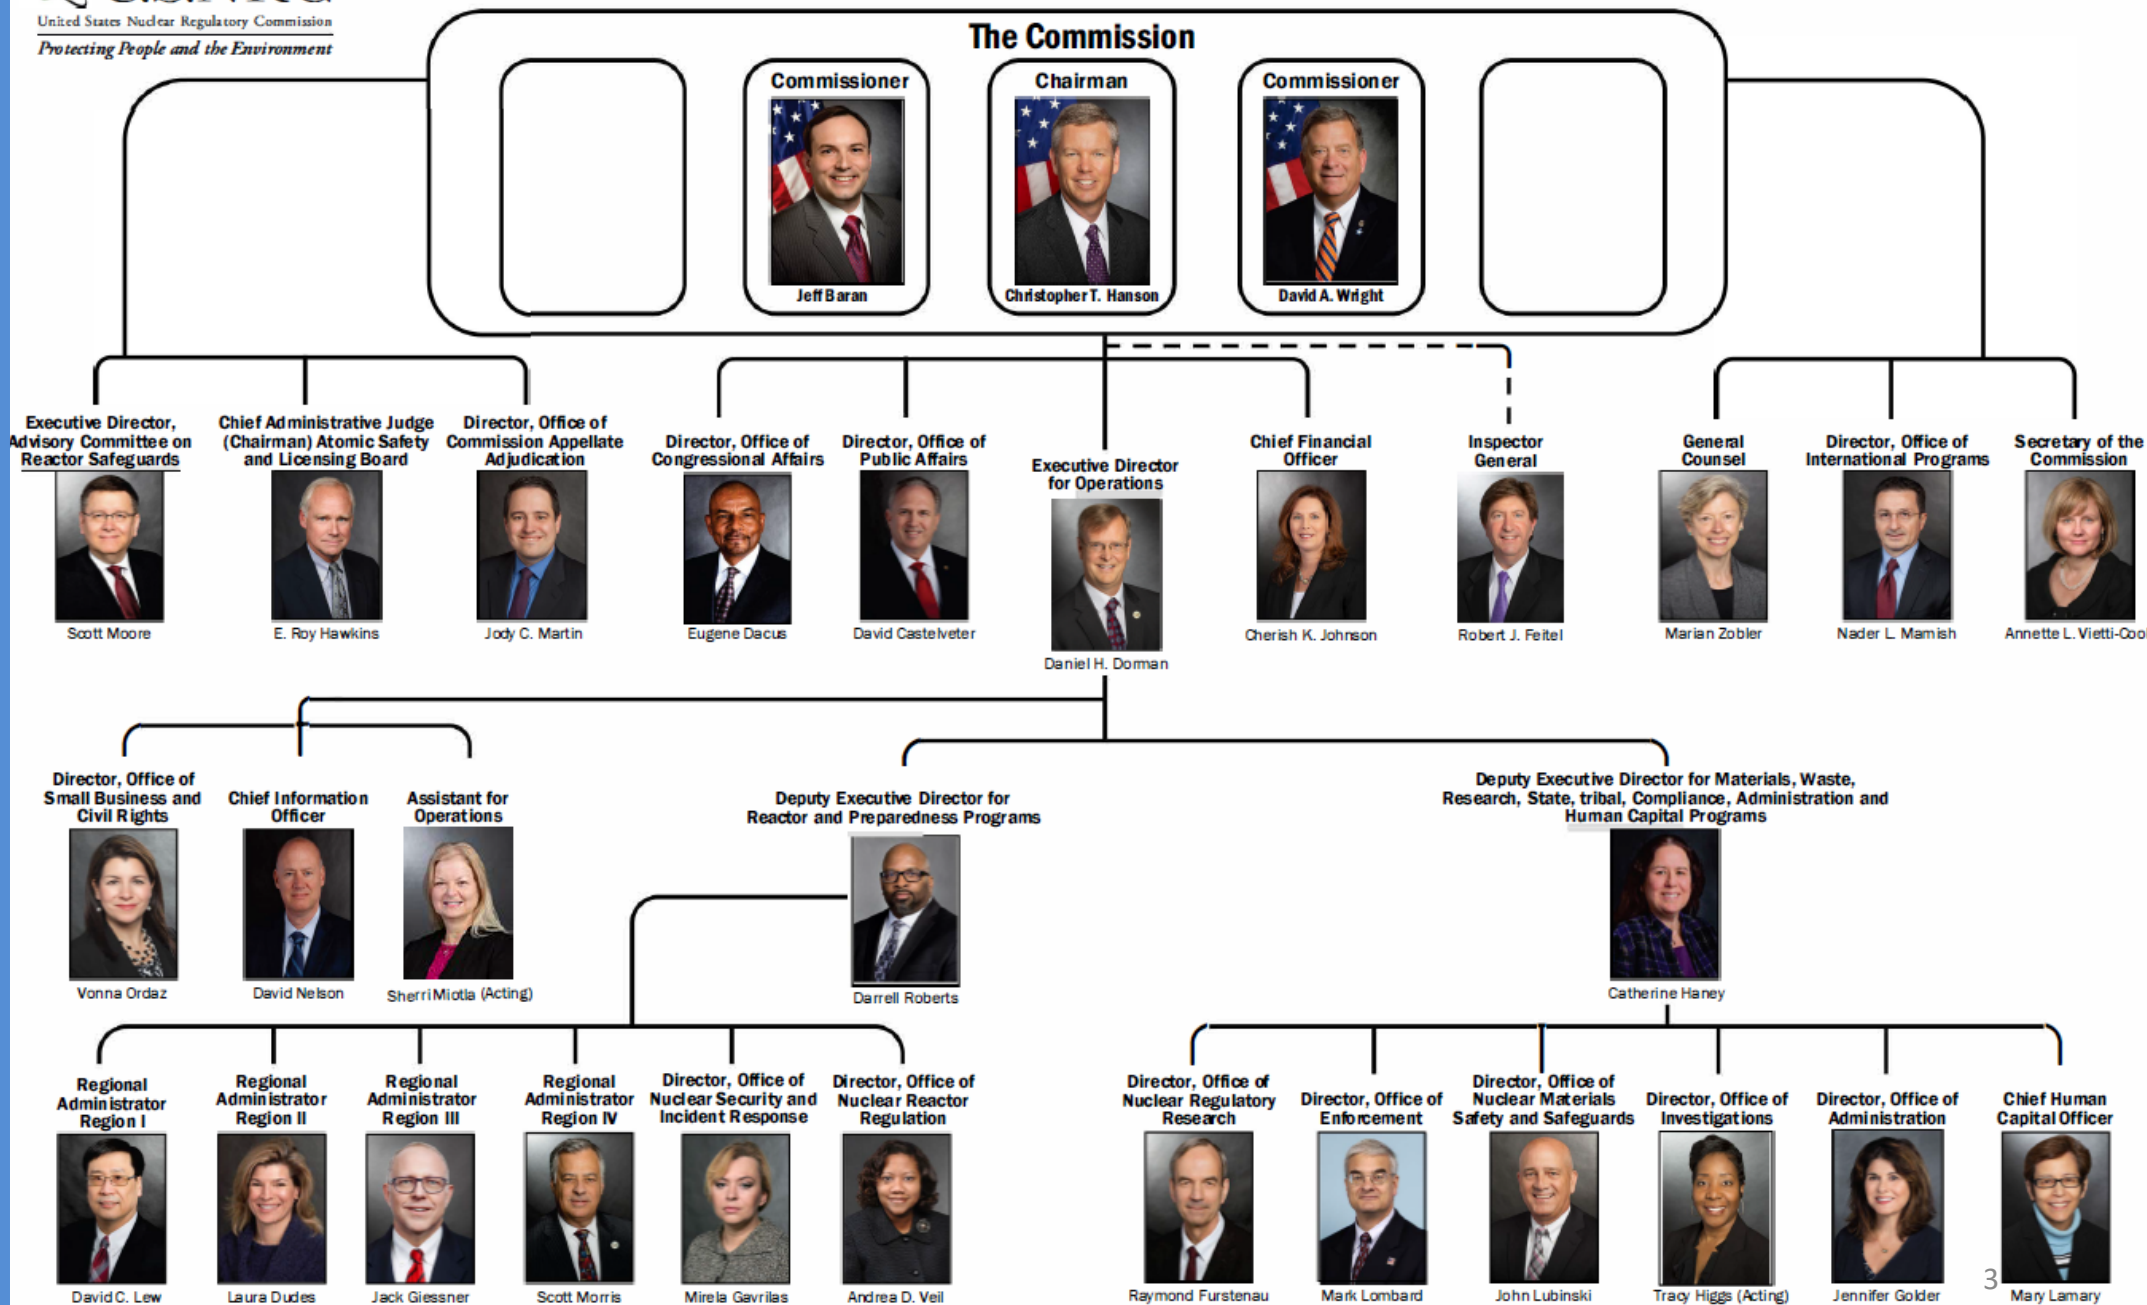 United States Nuclear Regulatory Commission
Protecting People and the Environment
The Commission
Commissioner
Jeff Baran
Chairman
Christopher T. Hanson
Commissioner
David A. Wright
Executive Director,
Advisory Committee on
Reactor Safeguards
Scott Moore
Chief Administrative Judge
(Chairman) Atomic Safety
and Licensing Board
E. Roy Hawkins
Director, Office of
Commission Appellate
Adjudication
Jody C. Martin
Director, Office of
Congressional Affairs
Eugene Dacus
Director, Office of
Public Affairs
David Castelveter
Executive Director
for Operations
Daniel H. Dorman
Chief Financial
Officer
Cherish K. Johnson
Inspector
General
Robert J. Feitel
General
Counsel
Marian Zobler
Director, Office of
International Programs
Nader L. Mamish
Secretary of the
Commission
Annette L. Vietti-Coo
Director, Office of
Small Business and
Civil Rights
Vonna Ordaz
Chief Information
Officer
David Nelson
Assistant for
Operations
Sherri Miotla (Acting)
Deputy Executive Director for
Reactor and Preparedness Programs
Darrell Roberts
Deputy Executive Director for Materials, Waste,
Research, State, tribal, Compliance, Administration and
Human Capital Programs
Catherine Haney
Regional
Administrator
Region I
David C. Lew
Regional
Administrator
Region II
Laura Dudes
Regional
Administrator
Region III
Jack Giessner
Regional
Administrator
Region IV
Scott Morris
Director, Office of
Nuclear Security and
Incident Response
Mirela Gavrilas
Director, Office of
Nuclear Reactor
Regulation
Andrea D. Veil
Director, Office of
Nuclear Regulatory
Research
Raymond Furstenau
Director, Office of
Enforcement
Mark Lombard
Director, Office of
Nuclear Materials
Safety and Safeguards
John Lubinski
Director, Office of
Investigations
Tracy Higgs (Acting)
Director, Office of
Administration
Jennifer Golder
Chief Human
Capital Officer
Mary Lamary
3